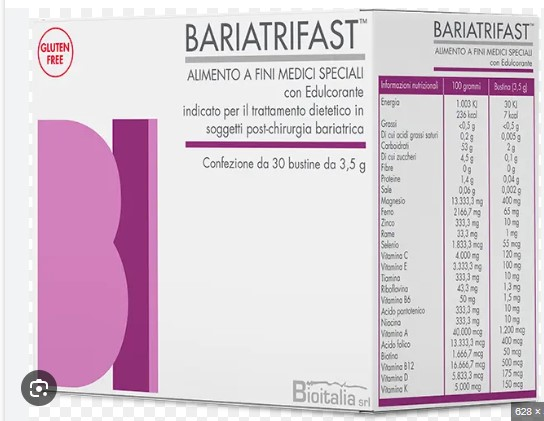 GLUTEN
FREE
BARIATRIFAST™
ALIMENTO A FINI MEDICI SPECIALI
con Edulcorante
indicato per il trattamento dietetico in
soggetti post-chirurgia bariatrica
Confezione da 30 bustine da 3,5 g
Bioitalia srl
BARIATRIFAST™
ALIMENTO A FINI MEDICI SPECIALI
con Edulcorante
Informazioni nutrizionali 100 grammi Bustina (3,5 g)
Energia 1.003 KJ 30 KJ
236 kcal 7 kcal
Grassi <0,5 g <0,5 g
Di cui acidi grassi saturi 0,2 g 0,005 g
Carboidrati 53 g 2 g
Di cui zuccheri 4,5 g 0,1 g
Fibre 0 g 0 g
Proteine 1,4 g 0,04 g
Sale 0,06 g 0,002 g
Magnesio 13.333,3 mg 400 mg
Ferro 2166,7 mg 65 mg
Zinco 333,3 mg 10 mg
Rame 33,3 mg 1 mg
Selenio 1.833,3 mcg 55 mcg
Vitamina C 4.000 mg 120 mg
Vitamina E 3.333,3 mg 100 mg
Tiamina 333,3 mg 10 mg
Riboflavina 43,3 mg 1,3 mg
Vitamina B6 50 mg 1,5 mg
Acido pantotenico 333,3 mg 10 mg
Niacina 333,3 mg 10 mg
Vitamina A 40.000 mcg 1.200 mcg
Acido folico 13.333,3 mcg 400 mcg
Biotina 1.666,7 mcg 50 mcg
Vitamina B12 16.666,7 mcg 500 mcg
Vitamina D 5.833,3 mcg 175 mcg
Vitamina K 5.000 mcg 150 mcg
628 ×